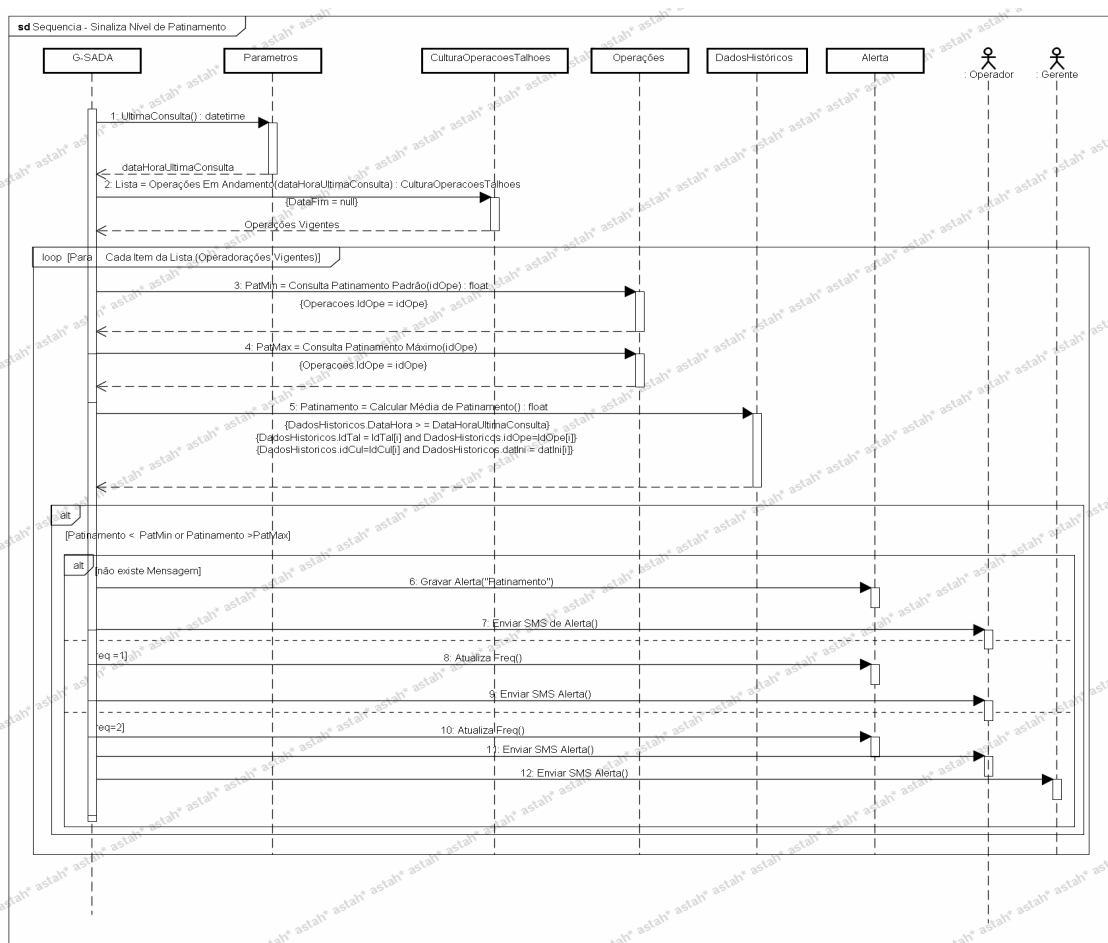 sd Sequencia - Sinaliza Nível de Patinamento
G-SADA
Parametros
CulturaOperacoesTalhoes
Operações
DadosHistóricos
Alerta
: Operador
: Gerente
1: UltimaConsulta() : datetime
dataHoraUltimaConsulta
2: Lista = Operações Em Andamento(dataHoraUltimaConsulta) : CulturaOperacoesTalhoes
{DataFim = null}
Operações Vigentes
loop [Para Cada Item da Lista (Operadorações Vigentes)]
3: PatMin = Consulta Patinamento Padrão(idOpe) : float
{Operacoes.IdOpe = idOpe}
4: PatMax = Consulta Patinamento Máximo(idOpe)
{Operacoes.IdOpe = idOpe}
5: Patinamento = Calcular Média de Patinamento() : float
{DadosHistoricos.DataHora > = DataHoraUltimaConsulta}
{DadosHistoricos.IdTal = IdTal[i] and DadosHistoricos.idOpe=IdOpe[i]}
{DadosHistoricos.idCul=IdCul[i] and DadosHistoricos.datIni = datIni[i]}
alt
[Patinamento < PatMin or Patinamento >PatMax]
alt [não existe Mensagem]
6: Gravar Alerta("Patinamento")
7: Enviar SMS de Alerta()
req =1]
8: Atualiza Freq()
9: Enviar SMS Alerta()
req=2]
10: Atualiza Freq()
11: Enviar SMS Alerta()
12: Enviar SMS Alerta()